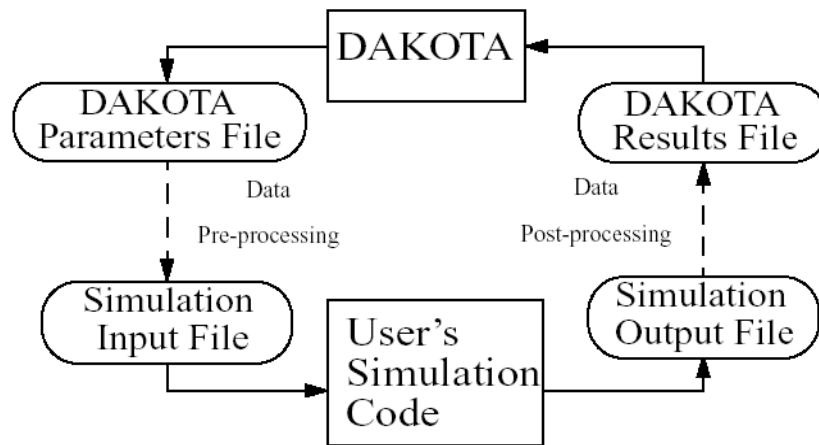 DAKOTA
DAKOTA
Parameters File
DAKOTA
Results File
Data
Pre-processing
Data
Post-processing
Simulation
Input File
User's
Simulation
Code
Simulation
Output File